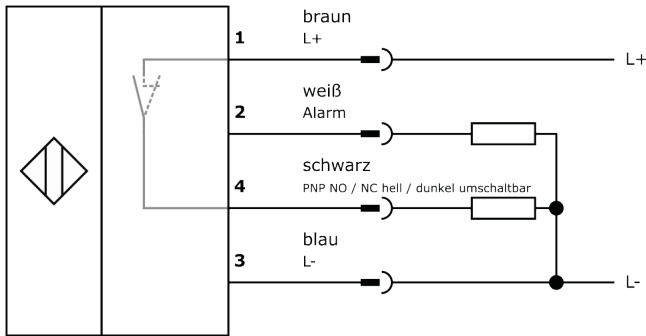 braun
1 L+ L+
weiß
2 Alarm
schwarz
4 PNP NO / NC hell / dunkel umschaltbar
blau
3 L- L-